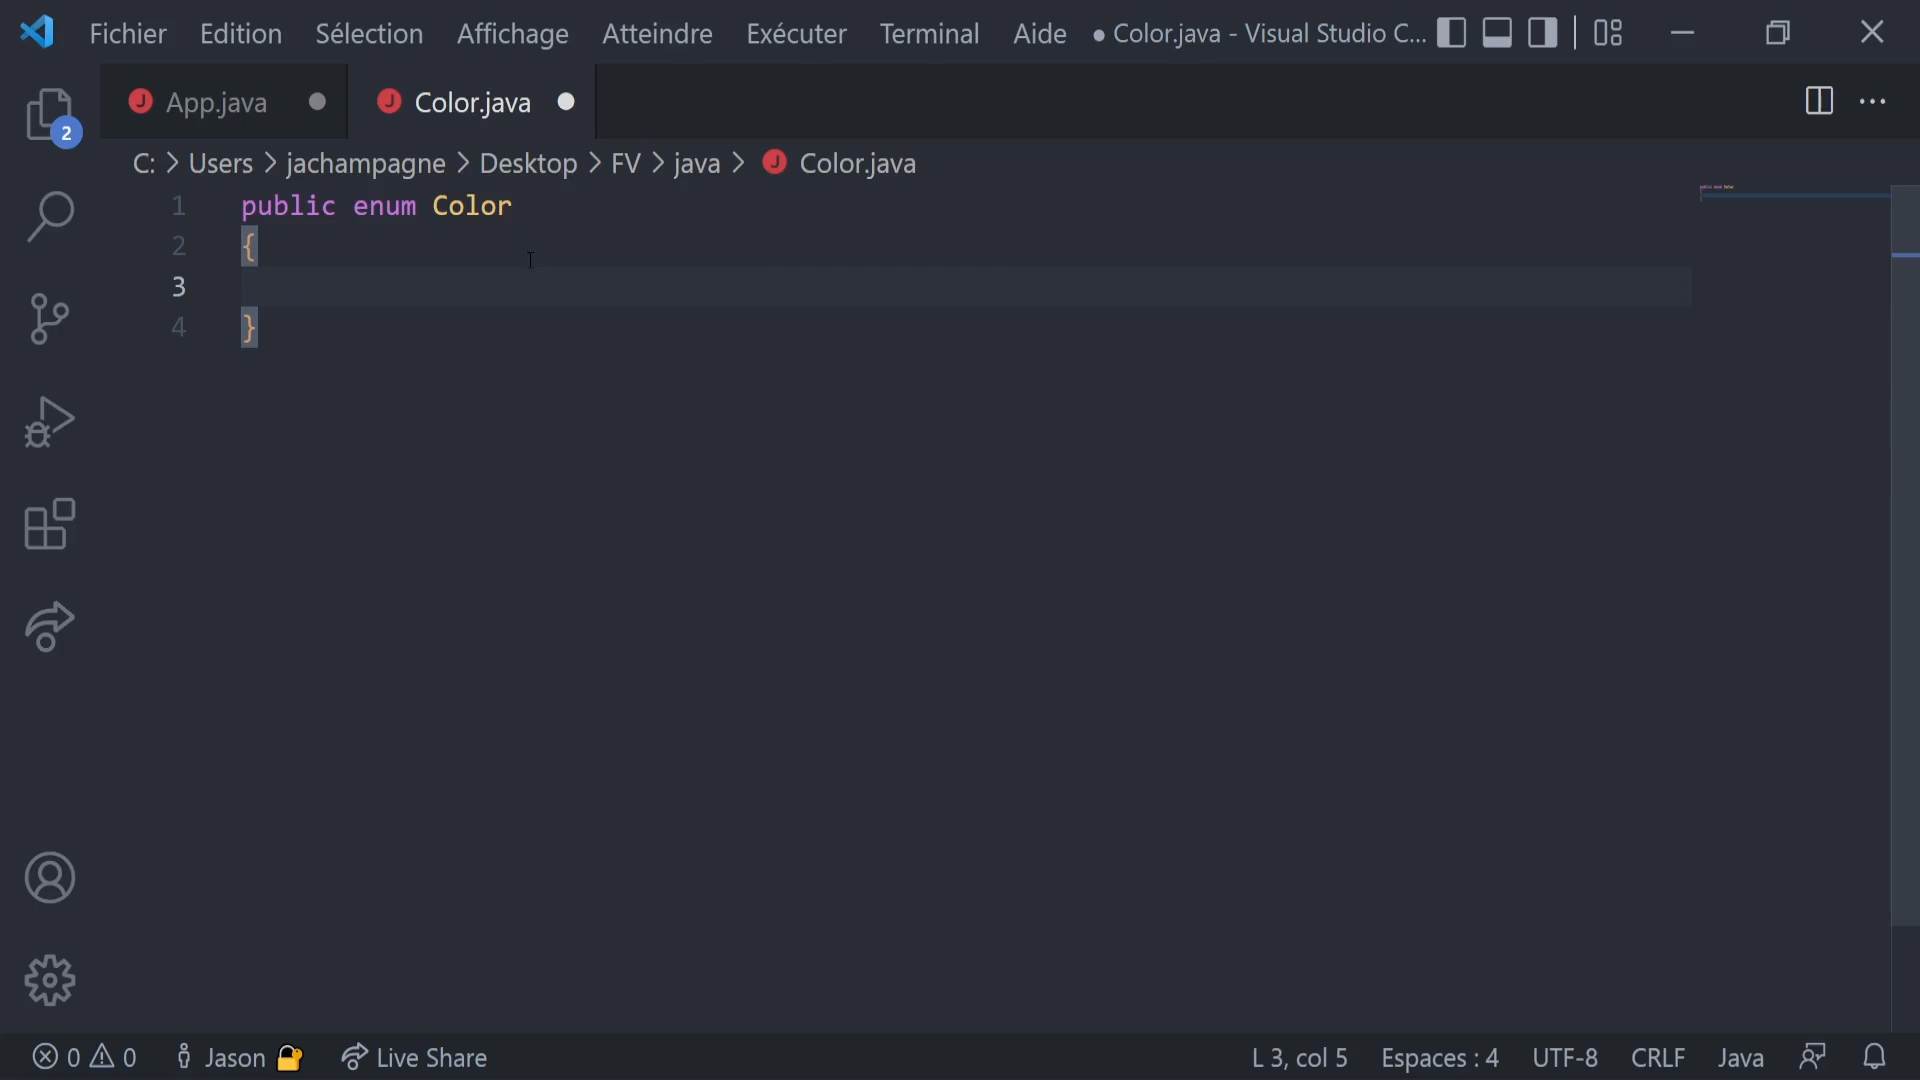 Fichier Edition Sélection Affichage Atteindre Exécuter Terminal Aide ● Color.java - Visual Studio C...
J App.java ● J Color.java ●
2
C: > Users > jachampagne > Desktop > FV > java > J Color.java
1 public enum Color
2 {
3
4 }
0 0 Jason Live Share L 3, col 5 Espaces : 4 UTF-8 CRLF Java